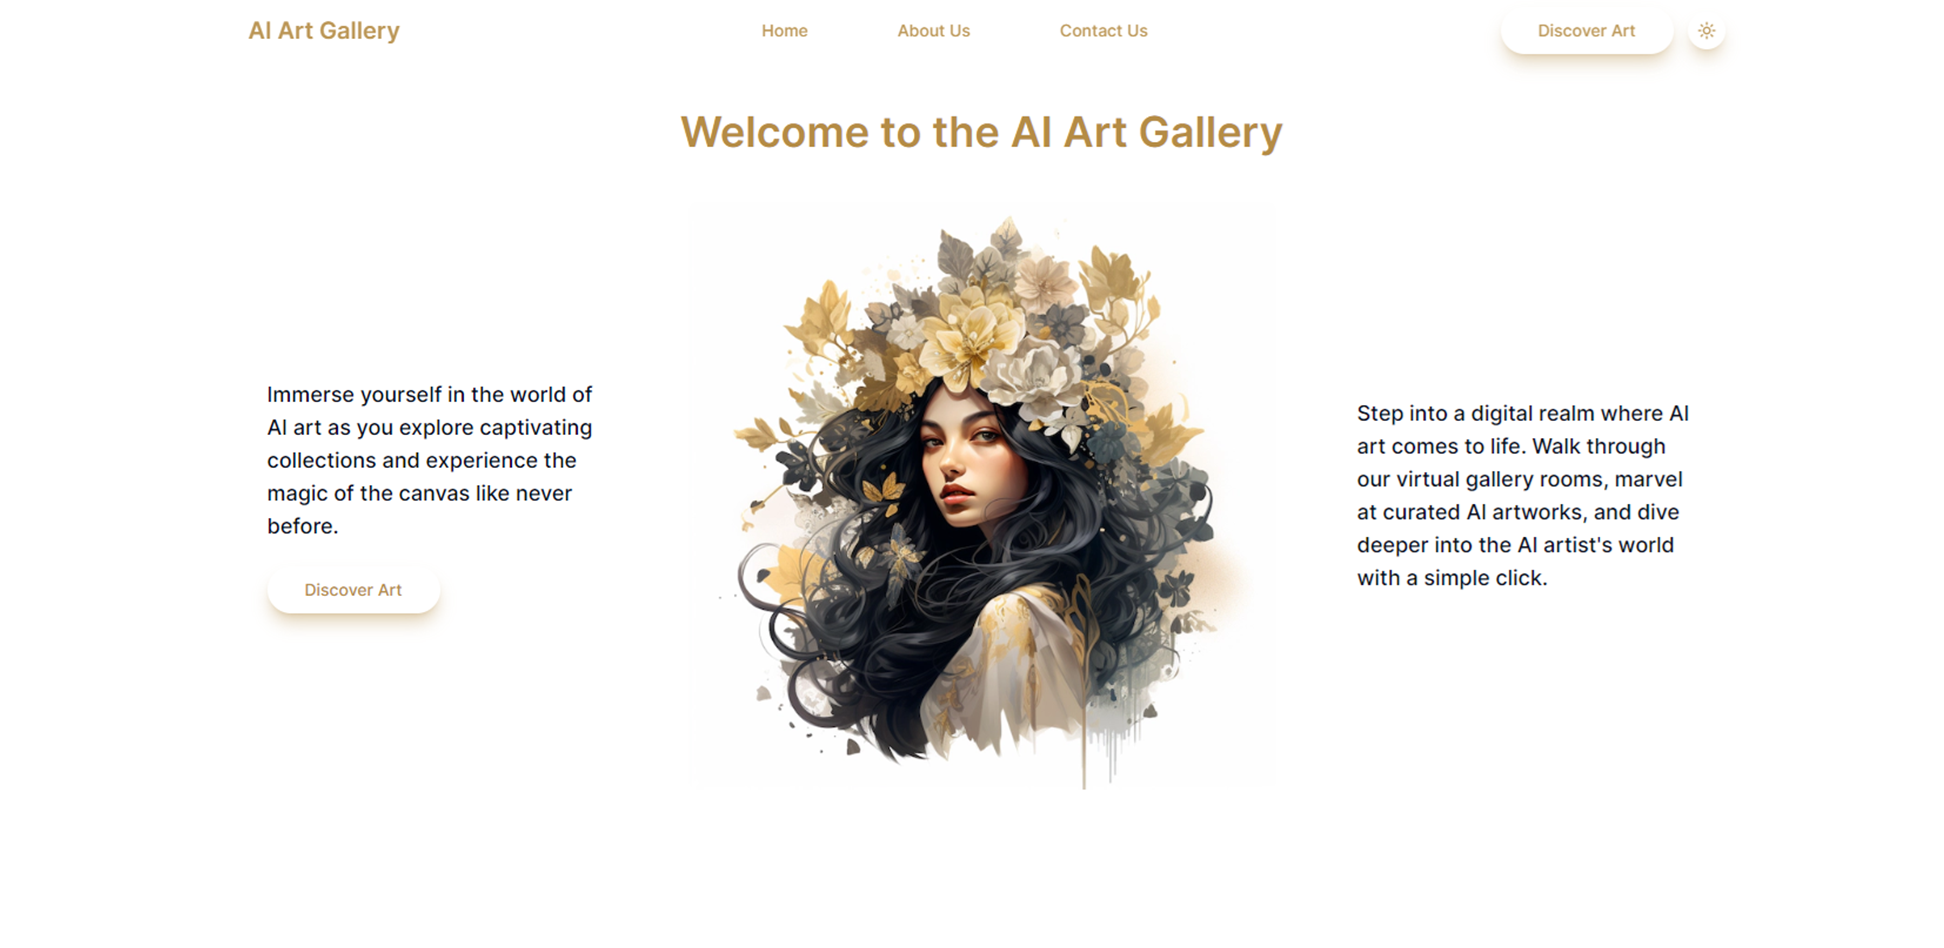 AI Art Gallery
Home
About Us
Contact Us
Discover Art
Welcome to the AI Art Gallery
Immerse yourself in the world of
AI art as you explore captivating
collections and experience the
magic of the canvas like never
before.
Discover Art
Step into a digital realm where AI
art comes to life. Walk through
our virtual gallery rooms, marvel
at curated AI artworks, and dive
deeper into the AI artist's world
with a simple click.